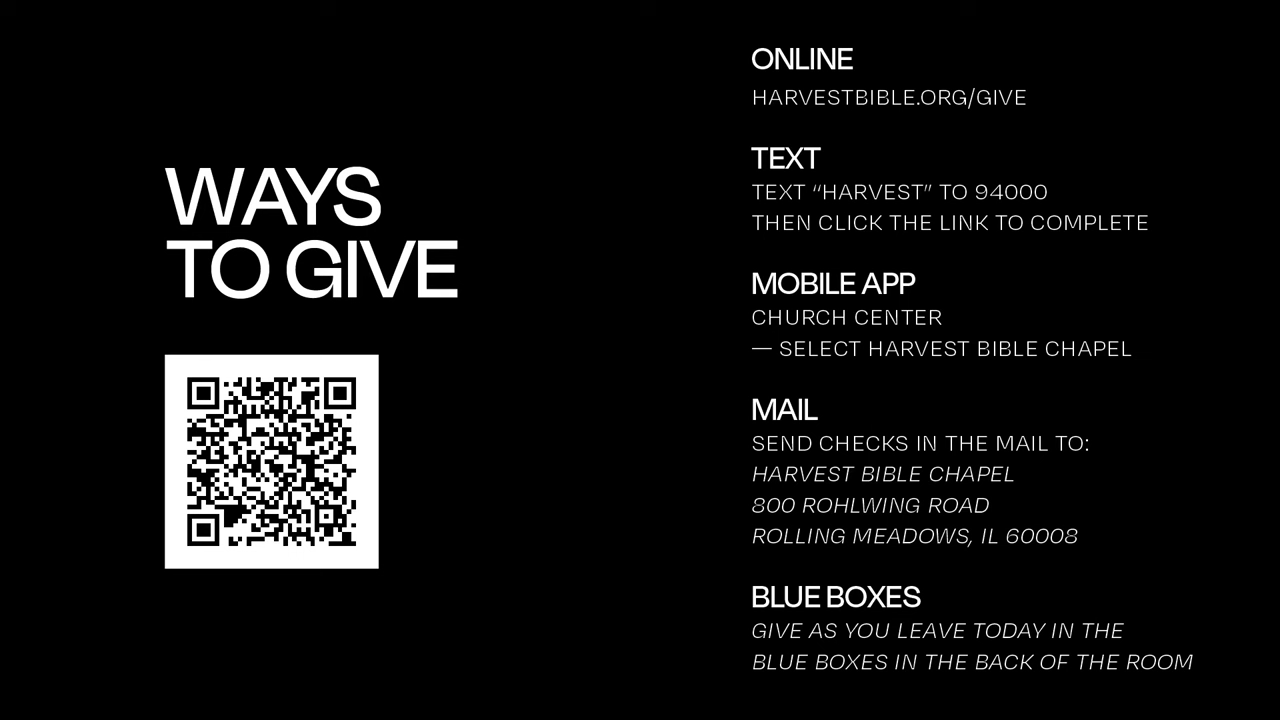 WAYS
TO GIVE
ONLINE
HARVESTBIBLE.ORG/GIVE
TEXT
TEXT “HARVEST” TO 94000
THEN CLICK THE LINK TO COMPLETE
MOBILE APP
CHURCH CENTER
— SELECT HARVEST BIBLE CHAPEL
MAIL
SEND CHECKS IN THE MAIL TO:
HARVEST BIBLE CHAPEL
800 ROHLWING ROAD
ROLLING MEADOWS, IL 60008
BLUE BOXES
GIVE AS YOU LEAVE TODAY IN THE
BLUE BOXES IN THE BACK OF THE ROOM